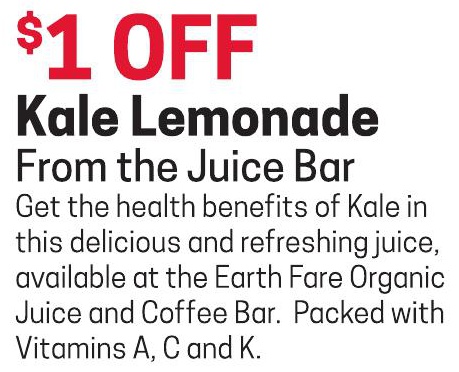 $1 OFF
Kale Lemonade
From the Juice Bar
Get the health benefits of Kale in
this delicious and refreshing juice,
available at the Earth Fare Organic
Juice and Coffee Bar. Packed with
Vitamins A, C and K.